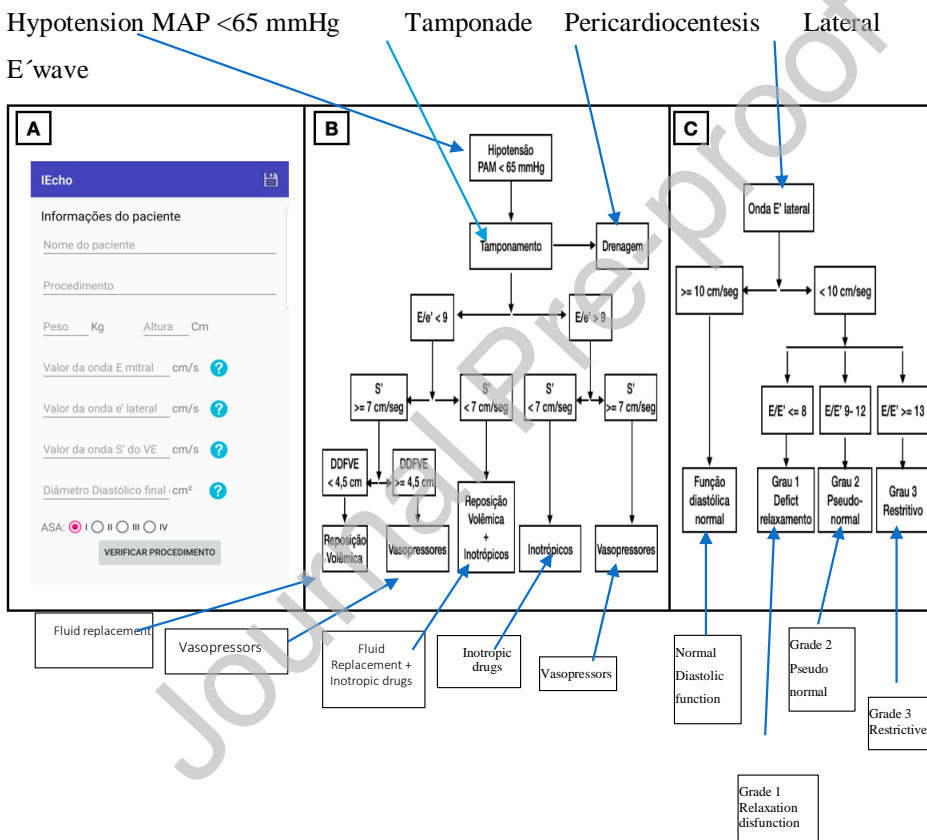 Hypotension MAP <65 mmHg Tamponade Pericardiocentesis Lateral
E´wave
A
IEcho
Informações do paciente
Nome do paciente
Procedimento
Peso Kg Altura Cm
Valor da onda E mitral cm/s ?
Valor da onda e' lateral cm/s ?
Valor da onda S' do VE cm/s ?
Diâmetro Diastólico final cm² ?
ASA: I II III IV
VERIFICAR PROCEDIMENTO
B
Hipotensão
PAM < 65 mmHg
Tamponamento
Drenagem
E/e' < 9
E/e' > 9
S'
>= 7 cm/seg
S'
< 7 cm/seg
S'
< 7 cm/seg
S'
>= 7 cm/seg
DDFVE
< 4,5 cm
DDFVE
>= 4,5 cm
Reposição
Volêmica
Vasopressores
Reposição
Volêmica
+
Inotrópicos
Inotrópicos
Vasopressores
C
Onda E' lateral
>= 10 cm/seg
< 10 cm/seg
E/E' <= 8
E/E' 9- 12
E/E' >= 13
Função
diastólica
normal
Grau 1
Defict
relaxamento
Grau 2
Pseudo-
normal
Grau 3
Restritivo
Fluid replacement
Vasopressors
Fluid
Replacement +
Inotropic drugs
Inotropic
drugs
Vasopressors
Normal
Diastolic
function
Grade 2
Pseudo
normal
Grade 3
Restrictive
Grade 1
Relaxation
disfunction
Journal Pre-proof